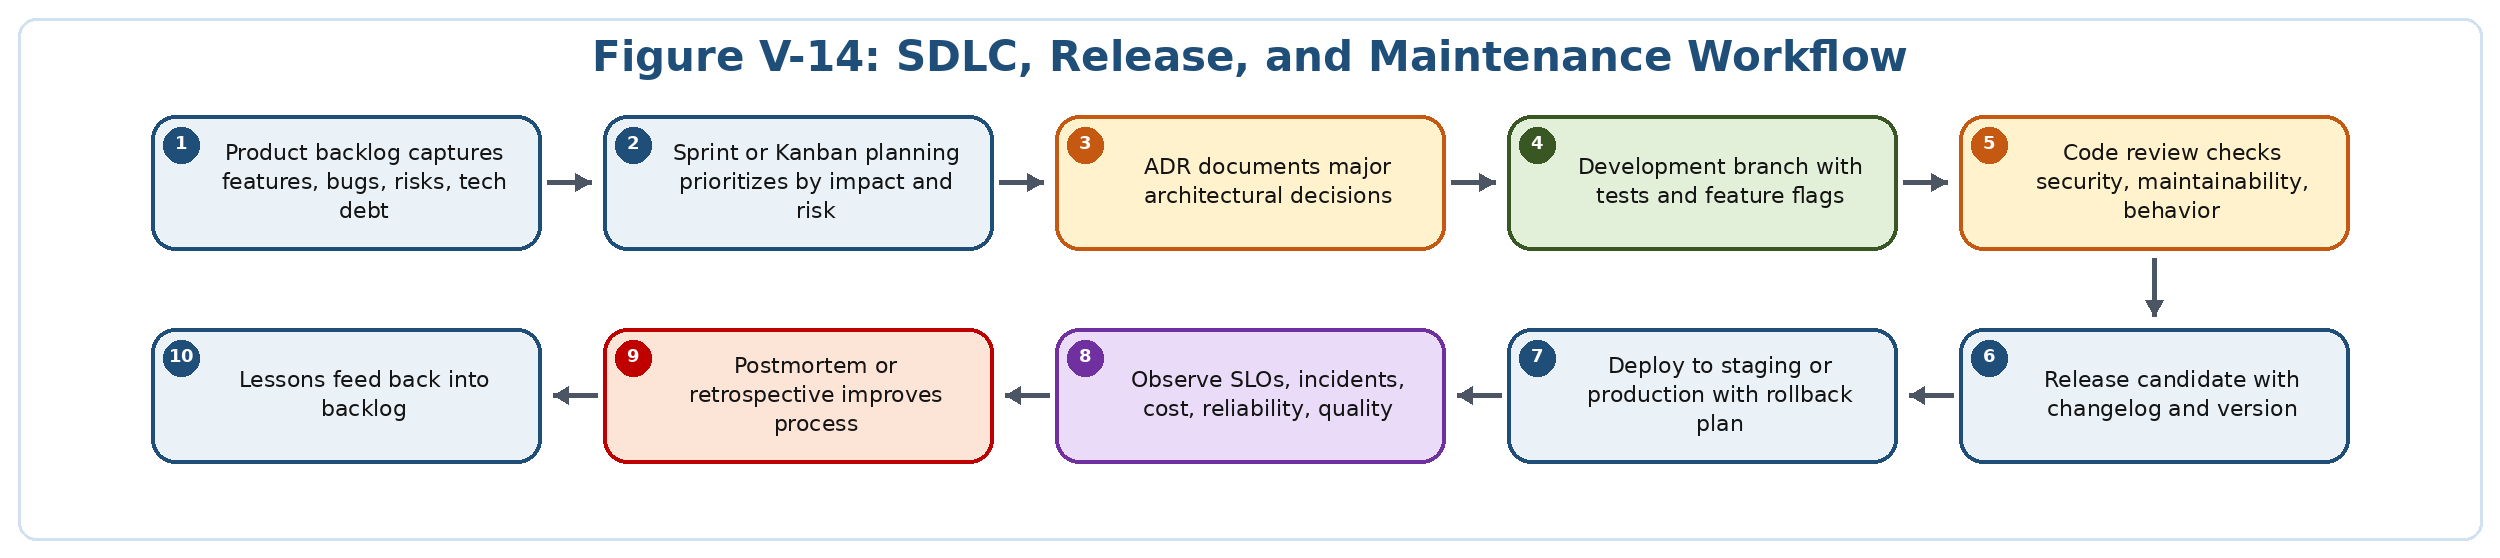 Figure V-14: SDLC, Release, and Maintenance Workflow
1
Product backlog captures
features, bugs, risks, tech
debt
2
Sprint or Kanban planning
prioritizes by impact and
risk
3
ADR documents major
architectural decisions
4
Development branch with
tests and feature flags
5
Code review checks
security, maintainability,
behavior
6
Release candidate with
changelog and version
7
Deploy to staging or
production with rollback
plan
8
Observe SLOs, incidents,
cost, reliability, quality
9
Postmortem or
retrospective improves
process
10
Lessons feed back into
backlog